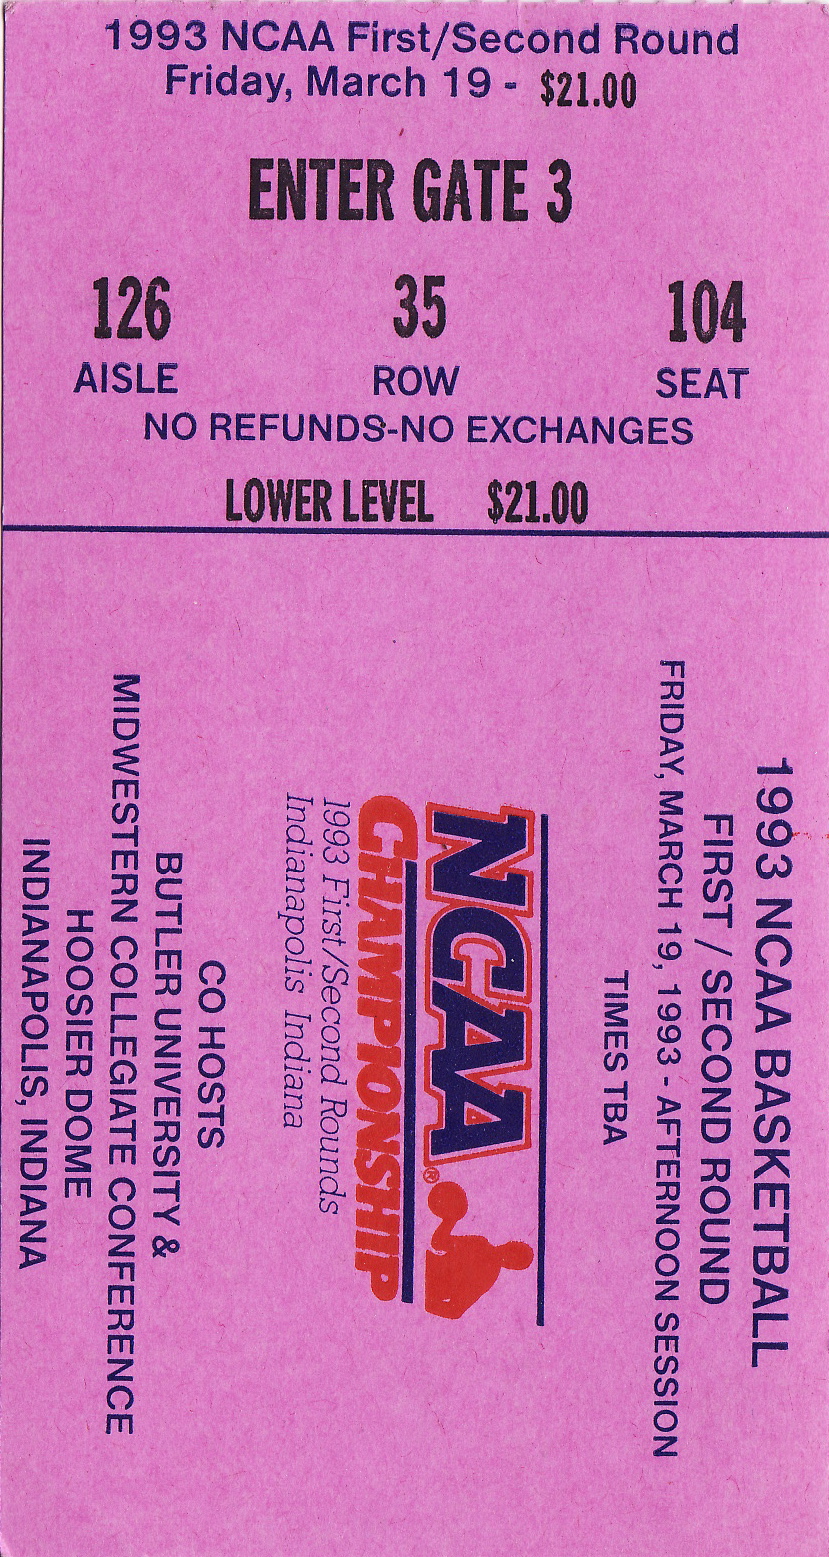 1993 NCAA First/Second Round
Friday, March 19 - $21.00
ENTER GATE 3
126 35 104
AISLE ROW SEAT
NO REFUNDS-NO EXCHANGES
LOWER LEVEL $21.00
1993 NCAA BASKETBALL
FIRST / SECOND ROUND
FRIDAY, MARCH 19, 1993 - AFTERNOON SESSION
TIMES TBA
NCAA®
CHAMPIONSHIP
1993 First/Second Rounds
Indianapolis Indiana
CO HOSTS
BUTLER UNIVERSITY &
MIDWESTERN COLLEGIATE CONFERENCE
HOOSIER DOME
INDIANAPOLIS, INDIANA